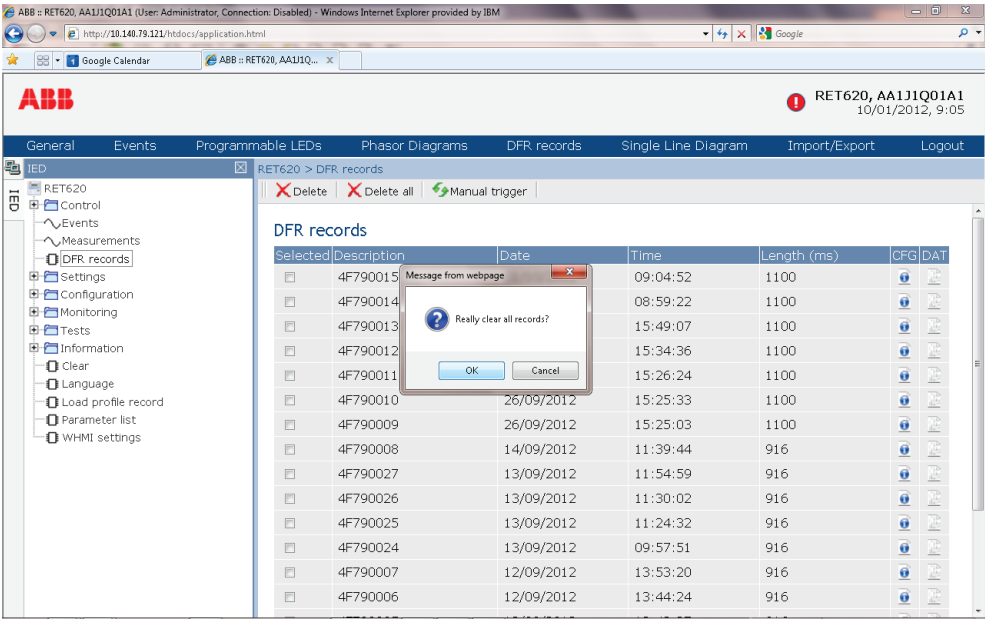 ABB :: RET620, AA1J1Q01A1 (User: Administrator, Connection: Disabled) - Windows Internet Explorer provided by IBM
http://10.140.79.121/htdocs/application.html
Google
Google Calendar
ABB :: RET620, AA1J1Q... X
ABB
RET620, AA1J1Q01A1
10/01/2012, 9:05
General Events Programmable LEDs Phasor Diagrams DFR records Single Line Diagram Import/Export Logout
IED
IED
RET620
Control
Events
Measurements
DFR records
Settings
Configuration
Monitoring
Tests
Information
Clear
Language
Load profile record
Parameter list
WHMI settings
RET620 > DFR records
Delete Delete all Manual trigger
DFR records
Selected Description Date Time Length (ms) CFG DAT
4F790015 09:04:52 1100
4F790014 08:59:22 1100
4F790013 15:49:07 1100
4F790012 15:34:36 1100
4F790011 15:26:24 1100
4F790010 26/09/2012 15:25:33 1100
4F790009 26/09/2012 15:25:03 1100
4F790008 14/09/2012 11:39:44 916
4F790027 13/09/2012 11:54:59 916
4F790026 13/09/2012 11:30:02 916
4F790025 13/09/2012 11:24:32 916
4F790024 13/09/2012 09:57:51 916
4F790007 12/09/2012 13:53:20 916
4F790006 12/09/2012 13:44:24 916
Message from webpage
Really clear all records?
OK Cancel